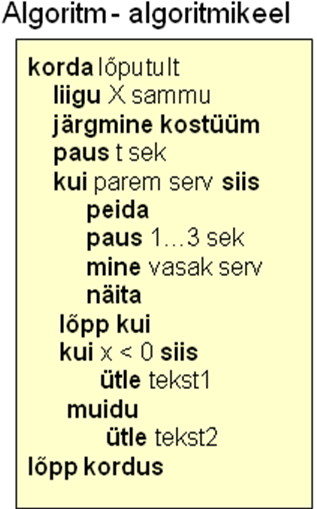 Algoritm - algoritmikeel
korda lõputult
liigu X sammu
järgmine kostüüm
paus t sek
kui parem serv siis
peida
paus 1...3 sek
mine vasak serv
näita
lõpp kui
kui x < 0 siis
ütle tekst1
muidu
ütle tekst2
lõpp kordus